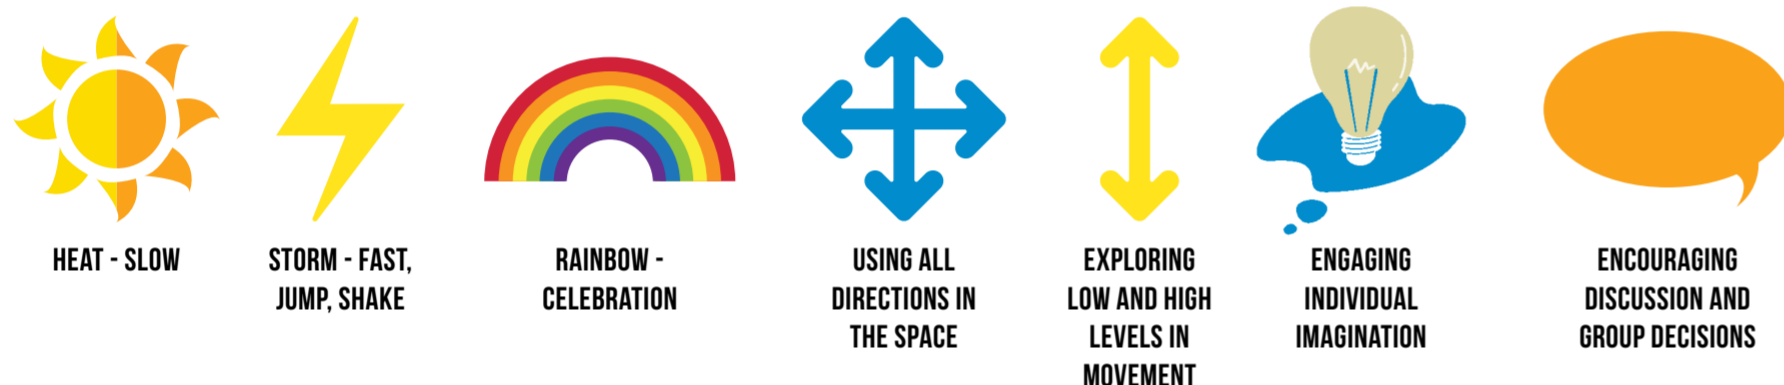 HEAT - SLOW
STORM - FAST,
JUMP, SHAKE
RAINBOW -
CELEBRATION
USING ALL
DIRECTIONS IN
THE SPACE
EXPLORING
LOW AND HIGH
LEVELS IN
MOVEMENT
ENGAGING
INDIVIDUAL
IMAGINATION
ENCOURAGING
DISCUSSION AND
GROUP DECISIONS